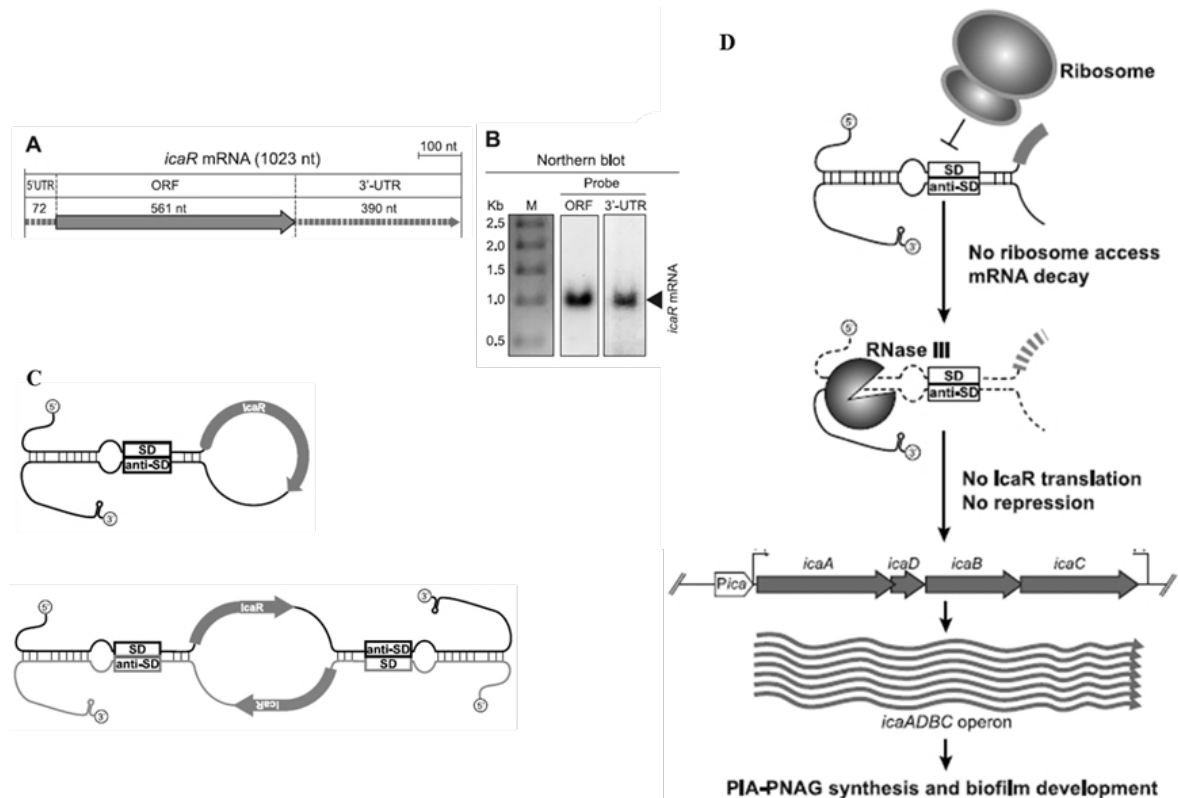 A
icaR mRNA (1023 nt)
100 nt
5'UTR ORF 3'-UTR
72 561 nt 390 nt
B
Northern blot
Probe
Kb M ORF 3'-UTR
2.5
2.0
1.5
1.0
0.5
icaR mRNA
C
5'
IcaR
SD
anti-SD
3'
5'
3'
IcaR
SD anti-SD
anti-SD SD
IcaR
3'
5'
D
Ribosome
5'
SD
anti-SD
3'
No ribosome access
mRNA decay
5'
RNase III
SD
anti-SD
3'
No IcaR translation
No repression
Pica icaA icaD icaB icaC
icaADBC operon
PIA-PNAG synthesis and biofilm development